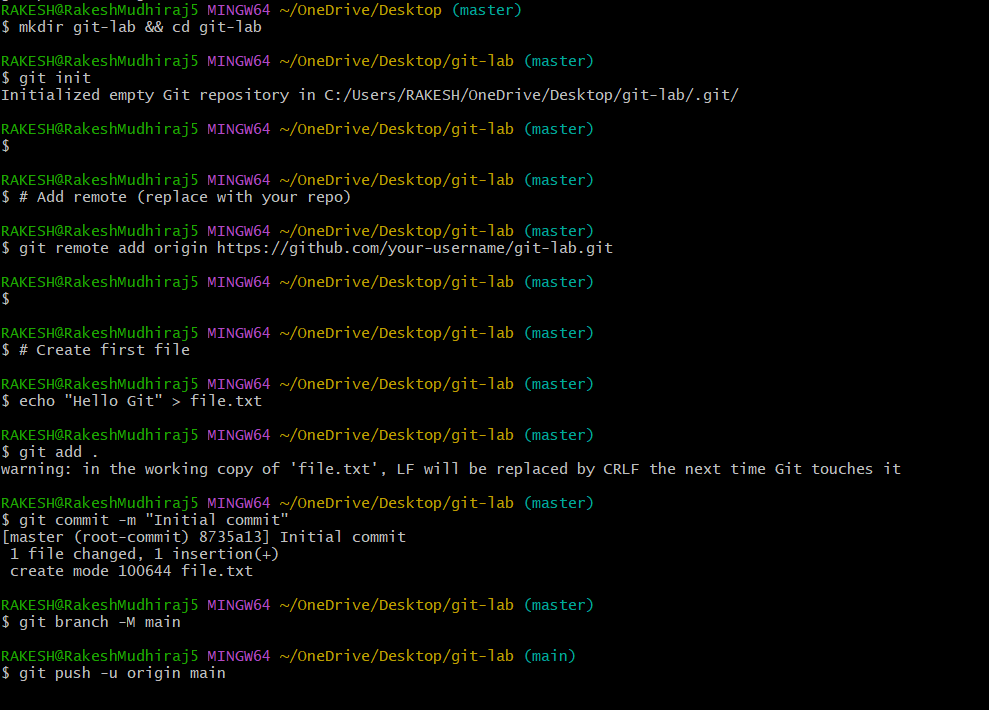 RAKESH@RakeshMudhiraj5 MINGW64 ~/OneDrive/Desktop (master)
$ mkdir git-lab && cd git-lab
RAKESH@RakeshMudhiraj5 MINGW64 ~/OneDrive/Desktop/git-lab (master)
$ git init
Initialized empty Git repository in C:/Users/RAKESH/OneDrive/Desktop/git-lab/.git/
RAKESH@RakeshMudhiraj5 MINGW64 ~/OneDrive/Desktop/git-lab (master)
$
RAKESH@RakeshMudhiraj5 MINGW64 ~/OneDrive/Desktop/git-lab (master)
$ # Add remote (replace with your repo)
RAKESH@RakeshMudhiraj5 MINGW64 ~/OneDrive/Desktop/git-lab (master)
$ git remote add origin https://github.com/your-username/git-lab.git
RAKESH@RakeshMudhiraj5 MINGW64 ~/OneDrive/Desktop/git-lab (master)
$
RAKESH@RakeshMudhiraj5 MINGW64 ~/OneDrive/Desktop/git-lab (master)
$ # Create first file
RAKESH@RakeshMudhiraj5 MINGW64 ~/OneDrive/Desktop/git-lab (master)
$ echo "Hello Git" > file.txt
RAKESH@RakeshMudhiraj5 MINGW64 ~/OneDrive/Desktop/git-lab (master)
$ git add .
warning: in the working copy of 'file.txt', LF will be replaced by CRLF the next time Git touches it
RAKESH@RakeshMudhiraj5 MINGW64 ~/OneDrive/Desktop/git-lab (master)
$ git commit -m "Initial commit"
[master (root-commit) 8735a13] Initial commit
1 file changed, 1 insertion(+)
create mode 100644 file.txt
RAKESH@RakeshMudhiraj5 MINGW64 ~/OneDrive/Desktop/git-lab (master)
$ git branch -M main
RAKESH@RakeshMudhiraj5 MINGW64 ~/OneDrive/Desktop/git-lab (main)
$ git push -u origin main